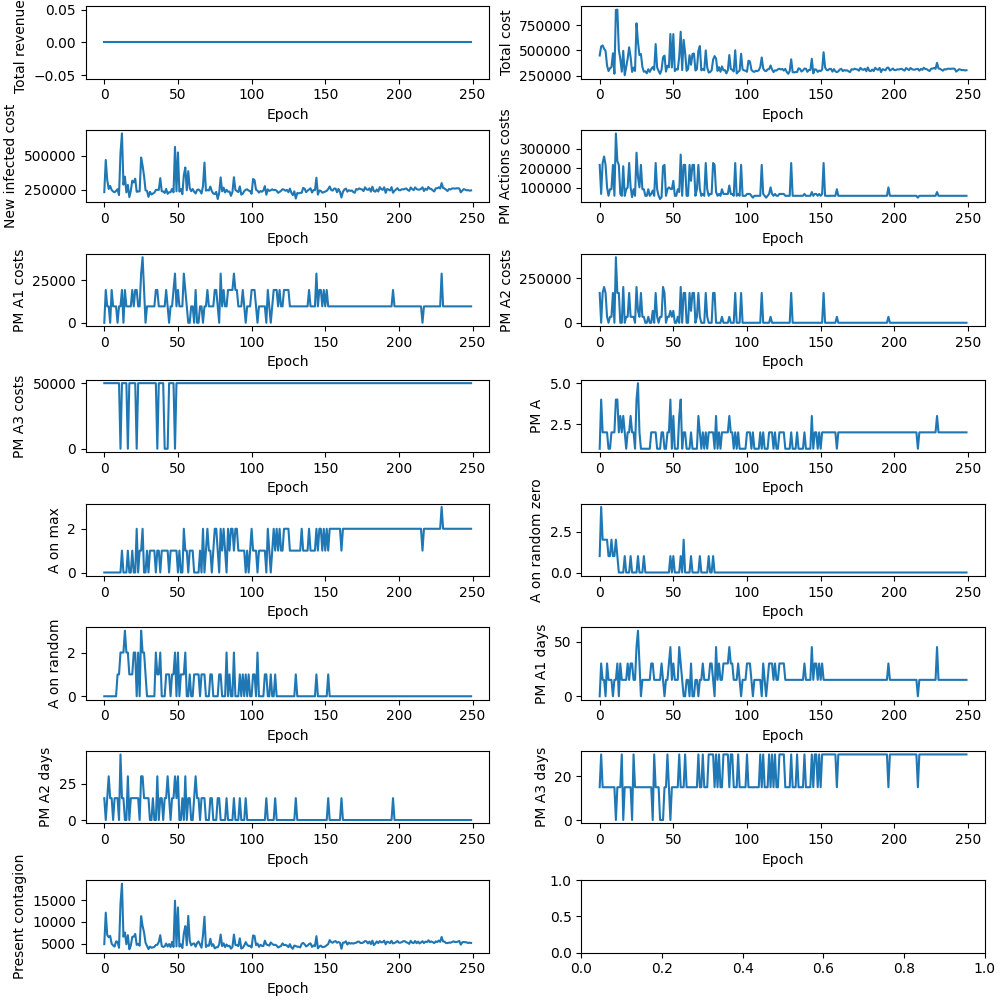 Total revenue
0.05
0.00
−0.05
0 50 100 150 200 250
Epoch
Total cost
750000
500000
250000
0 50 100 150 200 250
Epoch
New infected cost
500000
250000
0 50 100 150 200 250
Epoch
PM Actions costs
300000
200000
100000
0 50 100 150 200 250
Epoch
PM A1 costs
25000
0
0 50 100 150 200 250
Epoch
PM A2 costs
250000
0
0 50 100 150 200 250
Epoch
PM A3 costs
50000
0
0 50 100 150 200 250
Epoch
PM A
5.0
2.5
0 50 100 150 200 250
Epoch
A on max
2
0
0 50 100 150 200 250
Epoch
A on random zero
2.5
0.0
0 50 100 150 200 250
Epoch
A on random
2
0
0 50 100 150 200 250
Epoch
PM A1 days
50
0
0 50 100 150 200 250
Epoch
PM A2 days
25
0
0 50 100 150 200 250
Epoch
PM A3 days
20
0
0 50 100 150 200 250
Epoch
Present contagion
15000
10000
5000
0 50 100 150 200 250
Epoch
1.0
0.5
0.0
0.0 0.2 0.4 0.6 0.8 1.0